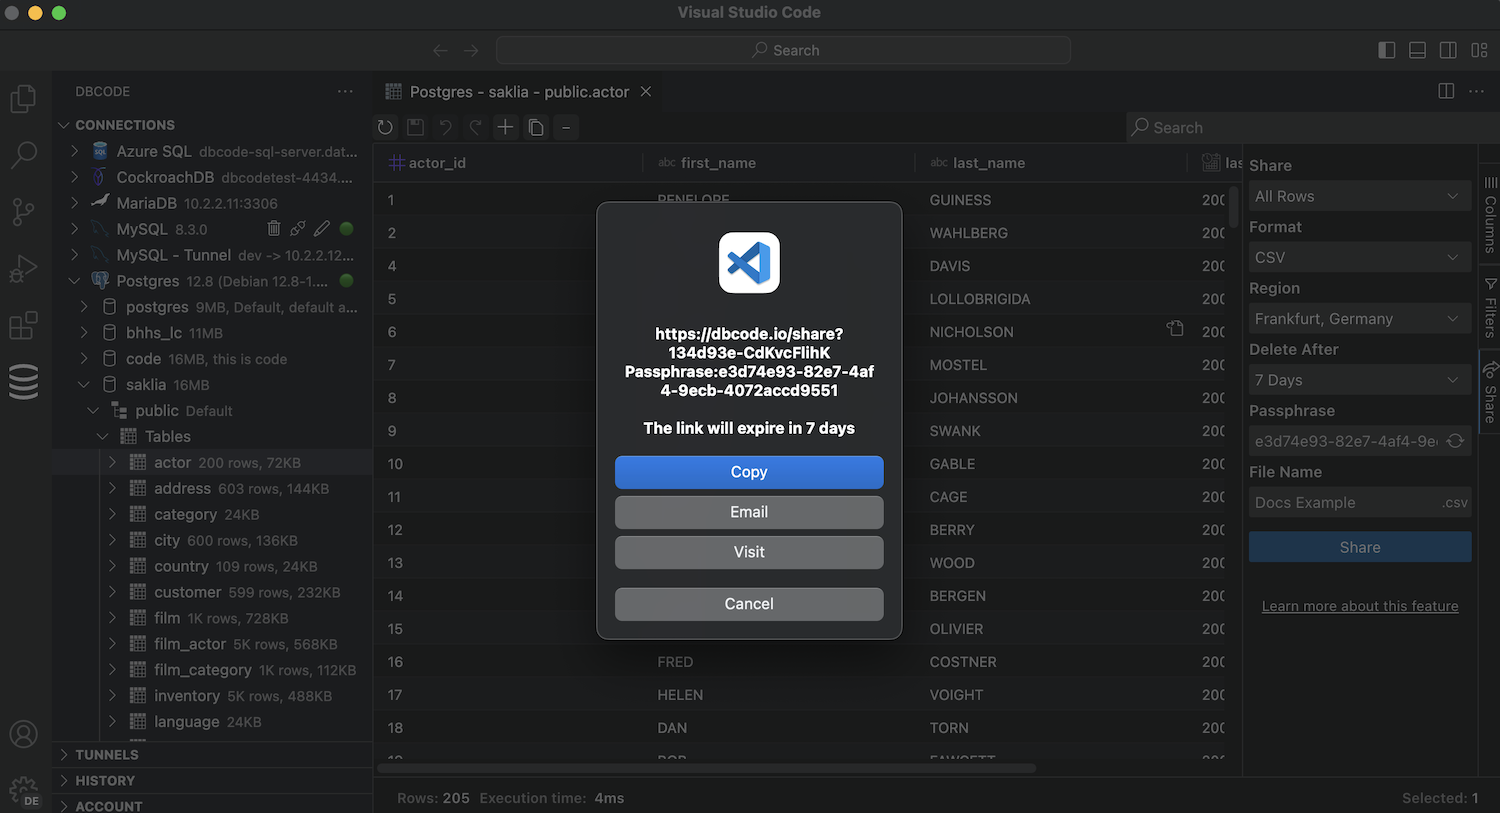 Visual Studio Code
Search
DBCODE
CONNECTIONS
Azure SQL dbcode-sql-server.dat...
CockroachDB dbcodetest-4434....
MariaDB 10.2.2.11:3306
MySQL 8.3.0
MySQL - Tunnel dev -> 10.2.2.12...
Postgres 12.8 (Debian 12.8-1....
postgres 9MB, Default, default a...
bhhs_lc 11MB
code 16MB, this is code
saklia 16MB
public Default
Tables
actor 200 rows, 72KB
address 603 rows, 144KB
category 24KB
city 600 rows, 136KB
country 109 rows, 24KB
customer 599 rows, 232KB
film 1K rows, 728KB
film_actor 5K rows, 568KB
film_category 1K rows, 112KB
inventory 5K rows, 488KB
language 24KB
TUNNELS
HISTORY
ACCOUNT
DE
Postgres - saklia - public.actor
Search
# actor_id abc first_name abc last_name las
1 PENELOPE GUINESS 200
2 WAHLBERG 200
4 DAVIS 200
5 LOLLOBRIGIDA 200
6 NICHOLSON 200
7 MOSTEL 200
8 JOHANSSON 200
9 SWANK 200
10 GABLE 200
11 CAGE 200
12 BERRY 200
13 WOOD 200
14 BERGEN 200
15 OLIVIER 200
16 FRED COSTNER 200
17 HELEN VOIGHT 200
18 DAN TORN 200
Rows: 205 Execution time: 4ms
Selected: 1
https://dbcode.io/share?
134d93e-CdKvcFlihK
Passphrase:e3d74e93-82e7-4af
4-9ecb-4072accd9551
The link will expire in 7 days
Copy
Email
Visit
Cancel
Share
All Rows
Format
CSV
Region
Frankfurt, Germany
Delete After
7 Days
Passphrase
e3d74e93-82e7-4af4-9e
File Name
Docs Example .csv
Share
Learn more about this feature
Columns
Filters
Share